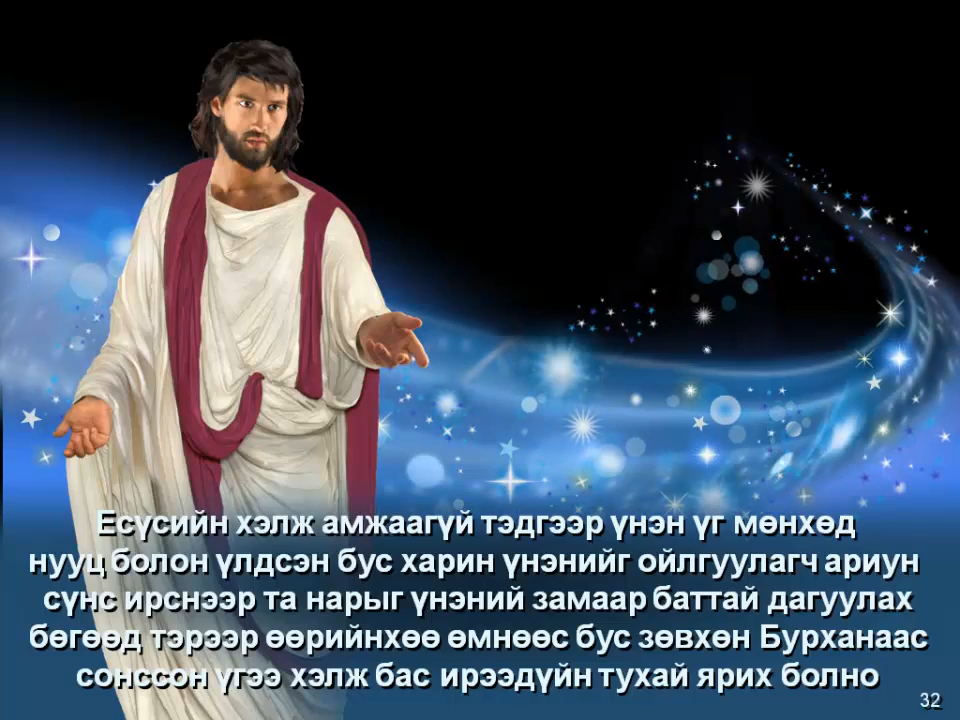 Есүсийн хэлж амжаагүй тэдгээр үнэн үг мөнхөд
нууц болон үлдсэн бус харин үнэнийг ойлгуулагч ариун
сүнс ирснээр та нарыг үнэний замаар баттай дагуулах
бөгөөд тэрээр өөрийнхөө өмнөөс бус зөвхөн Бурханаас
сонссон үгээ хэлж бас ирээдүйн тухай ярих болно
32